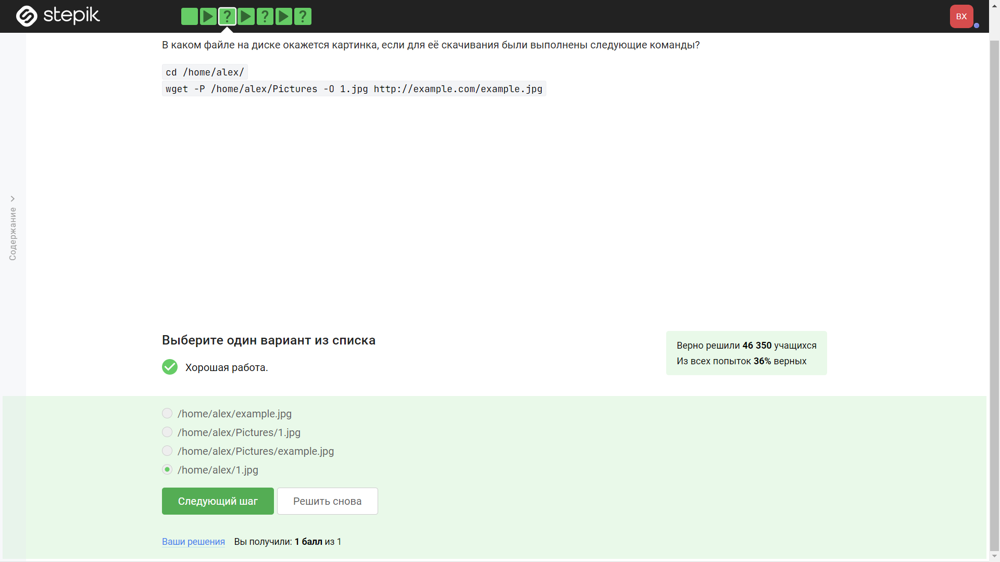 stepik
? ? ?
ВХ
В каком файле на диске окажется картинка, если для её скачивания были выполнены следующие команды?
cd /home/alex/
wget -P /home/alex/Pictures -O 1.jpg http://example.com/example.jpg
Содержание
Выберите один вариант из списка
Хорошая работа.
Верно решили 46 350 учащихся
Из всех попыток 36% верных
/home/alex/example.jpg
/home/alex/Pictures/1.jpg
/home/alex/Pictures/example.jpg
/home/alex/1.jpg
Следующий шаг
Решить снова
Ваши решения Вы получили: 1 балл из 1